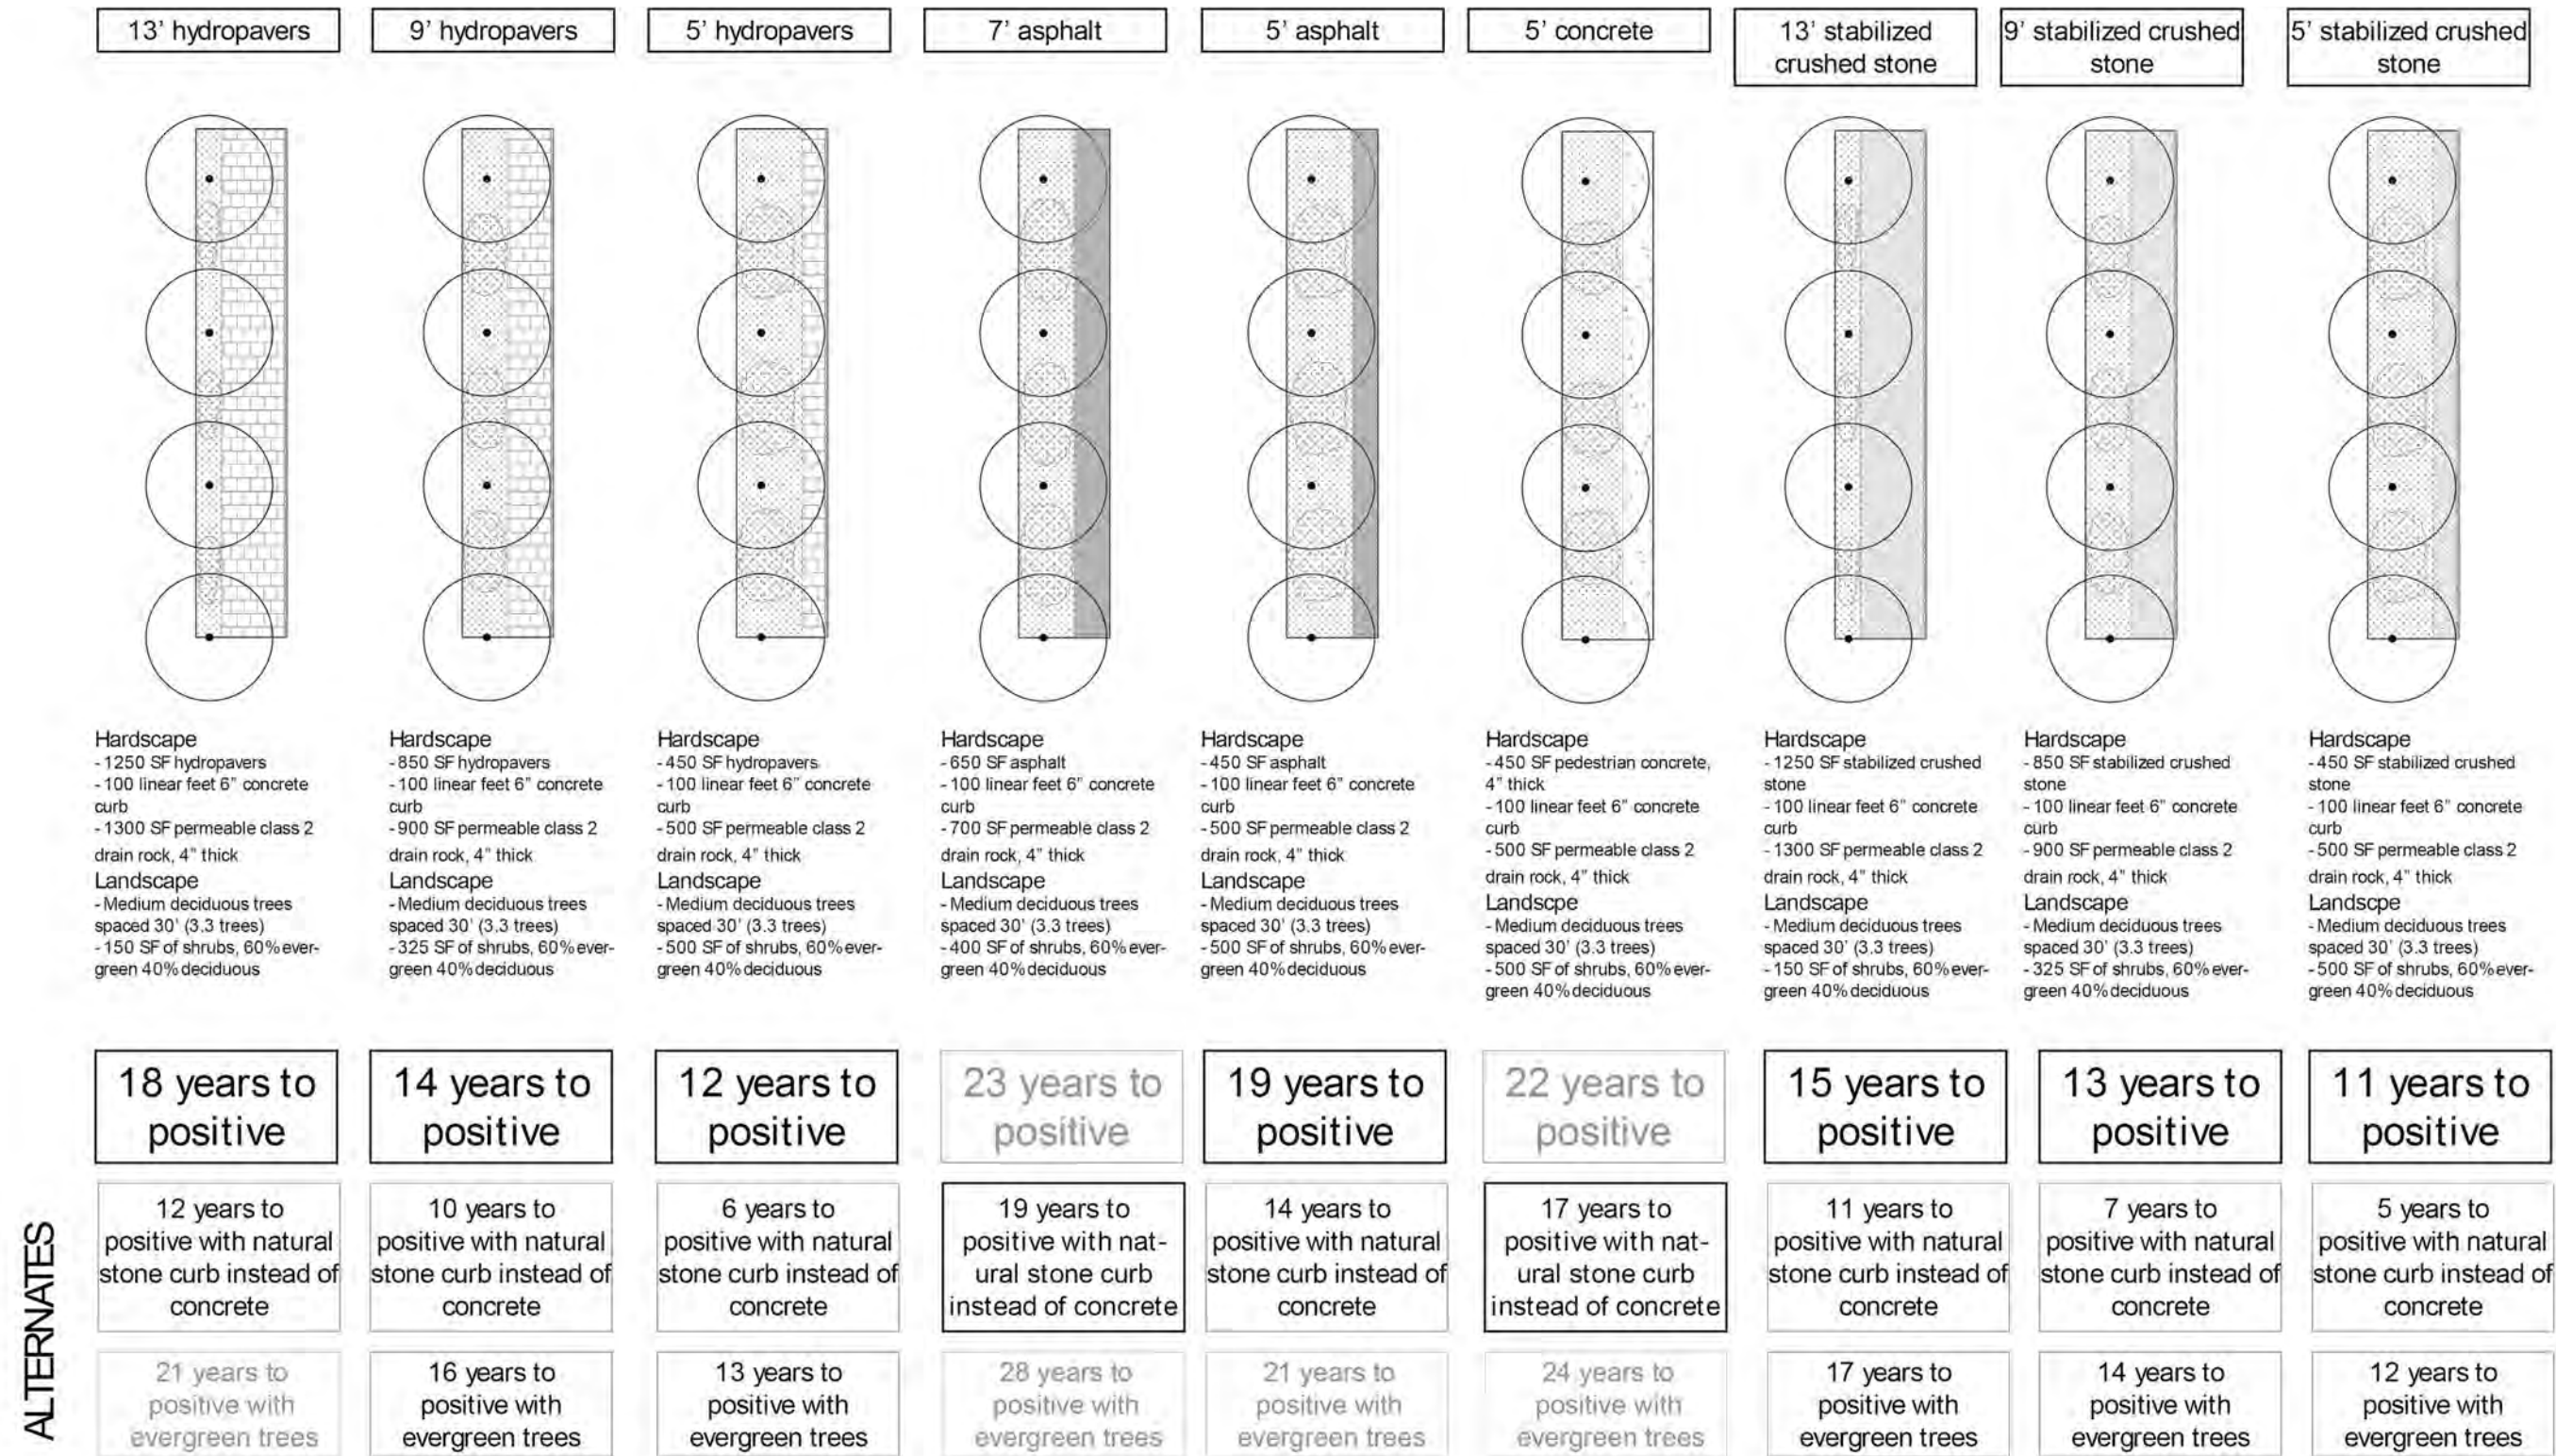 13' hydropavers
9' hydropavers
5' hydropavers
7' asphalt
5' asphalt
5' concrete
13' stabilized
crushed stone
9' stabilized crushed
stone
5' stabilized crushed
stone
Hardscape
- 1250 SF hydropavers
- 100 linear feet 6" concrete
curb
- 1300 SF permeable class 2
drain rock, 4" thick
Landscape
- Medium deciduous trees
spaced 30' (3.3 trees)
- 150 SF of shrubs, 60% ever-
green 40% deciduous
Hardscape
- 850 SF hydropavers
- 100 linear feet 6" concrete
curb
- 900 SF permeable class 2
drain rock, 4" thick
Landscape
- Medium deciduous trees
spaced 30' (3.3 trees)
- 325 SF of shrubs, 60% ever-
green 40% deciduous
Hardscape
- 450 SF hydropavers
- 100 linear feet 6" concrete
curb
- 500 SF permeable class 2
drain rock, 4" thick
Landscape
- Medium deciduous trees
spaced 30' (3.3 trees)
- 500 SF of shrubs, 60% ever-
green 40% deciduous
Hardscape
- 650 SF asphalt
- 100 linear feet 6" concrete
curb
- 700 SF permeable class 2
drain rock, 4" thick
Landscape
- Medium deciduous trees
spaced 30' (3.3 trees)
- 400 SF of shrubs, 60% ever-
green 40% deciduous
Hardscape
- 450 SF asphalt
- 100 linear feet 6" concrete
curb
- 500 SF permeable class 2
drain rock, 4" thick
Landscape
- Medium deciduous trees
spaced 30' (3.3 trees)
- 500 SF of shrubs, 60% ever-
green 40% deciduous
Hardscape
- 450 SF pedestrian concrete,
4" thick
- 100 linear feet 6" concrete
curb
- 500 SF permeable class 2
drain rock, 4" thick
Landscpe
- Medium deciduous trees
spaced 30' (3.3 trees)
- 500 SF of shrubs, 60% ever-
green 40% deciduous
Hardscape
- 1250 SF stabilized crushed
stone
- 100 linear feet 6" concrete
curb
- 1300 SF permeable class 2
drain rock, 4" thick
Landscape
- Medium deciduous trees
spaced 30' (3.3 trees)
- 150 SF of shrubs, 60% ever-
green 40% deciduous
Hardscape
- 850 SF stabilized crushed
stone
- 100 linear feet 6" concrete
curb
- 900 SF permeable class 2
drain rock, 4" thick
Landscape
- Medium deciduous trees
spaced 30' (3.3 trees)
- 325 SF of shrubs, 60% ever-
green 40% deciduous
Hardscape
- 450 SF stabilized crushed
stone
- 100 linear feet 6" concrete
curb
- 500 SF permeable class 2
drain rock, 4" thick
Landscpe
- Medium deciduous trees
spaced 30' (3.3 trees)
- 500 SF of shrubs, 60% ever-
green 40% deciduous
18 years to
positive
14 years to
positive
12 years to
positive
23 years to
positive
19 years to
positive
22 years to
positive
15 years to
positive
13 years to
positive
11 years to
positive
ALTERNATES
12 years to
positive with natural
stone curb instead of
concrete
10 years to
positive with natural
stone curb instead of
concrete
6 years to
positive with natural
stone curb instead of
concrete
19 years to
positive with nat-
ural stone curb
instead of concrete
14 years to
positive with natural
stone curb instead of
concrete
17 years to
positive with nat-
ural stone curb
instead of concrete
11 years to
positive with natural
stone curb instead of
concrete
7 years to
positive with natural
stone curb instead of
concrete
5 years to
positive with natural
stone curb instead of
concrete
21 years to
positive with
evergreen trees
16 years to
positive with
evergreen trees
13 years to
positive with
evergreen trees
28 years to
positive with
evergreen trees
21 years to
positive with
evergreen trees
24 years to
positive with
evergreen trees
17 years to
positive with
evergreen trees
14 years to
positive with
evergreen trees
12 years to
positive with
evergreen trees